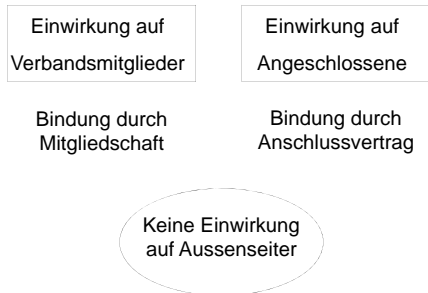 Einwirkung auf
Verbandsmitglieder
Einwirkung auf
Angeschlossene
Bindung durch
Mitgliedschaft
Bindung durch
Anschlussvertrag
Keine Einwirkung
auf Aussenseiter